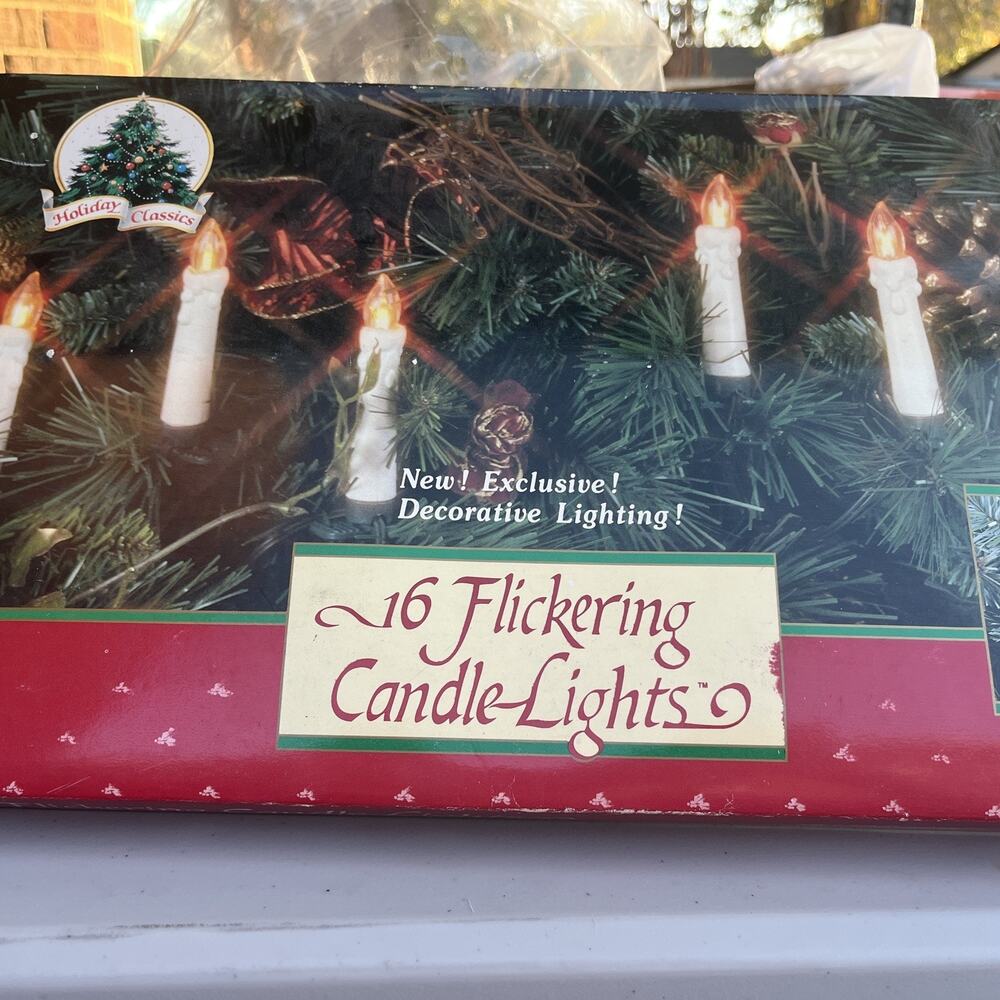 Holiday Classics
New! Exclusive!
Decorative Lighting!
16 Flickering
Candle-Lights™